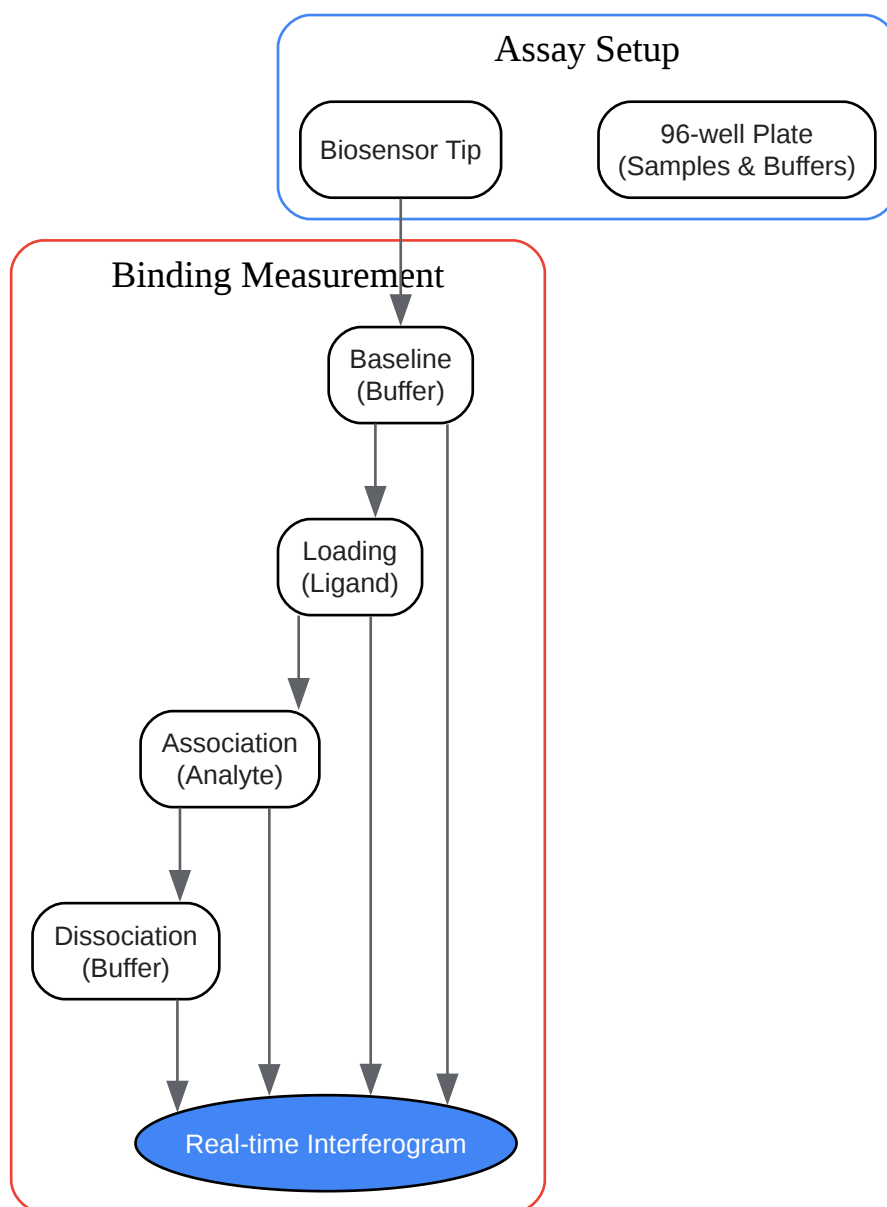 Assay Setup
Biosensor Tip
96-well Plate
(Samples & Buffers)
Binding Measurement
Baseline
(Buffer)
Loading
(Ligand)
Association
(Analyte)
Dissociation
(Buffer)
Real-time Interferogram